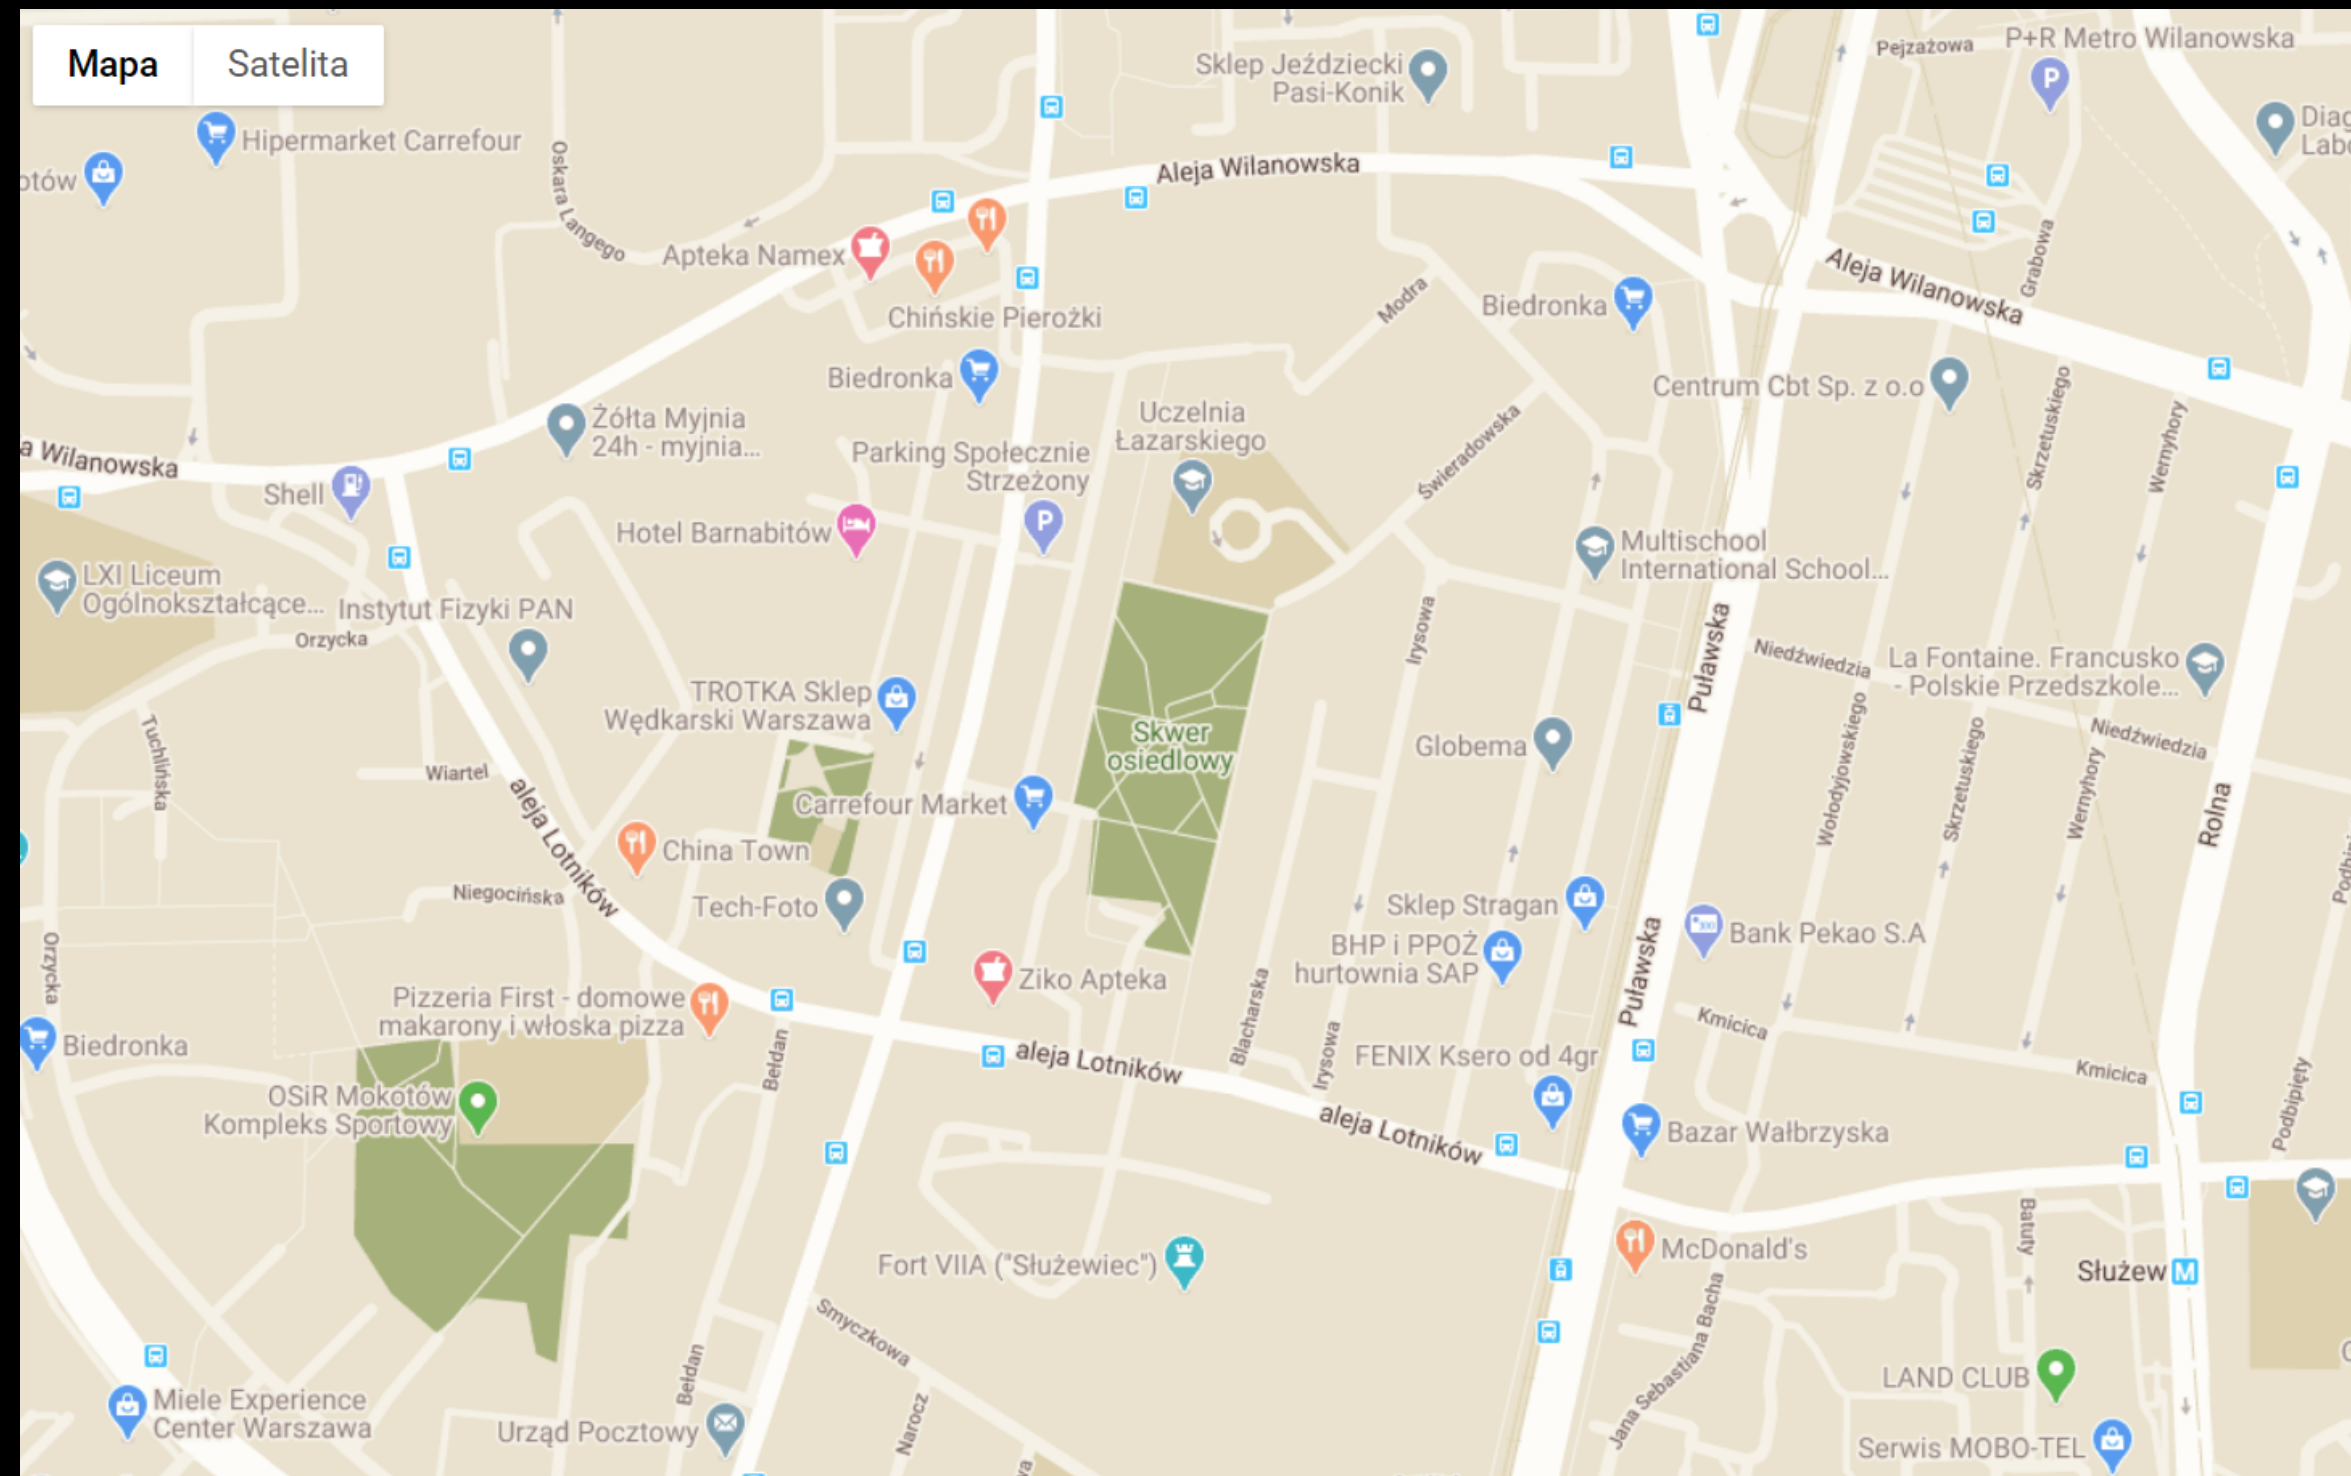 Mapa
Satelita
P+R Metro Wilanowska
Pejzażowa
Sklep Jeździecki
Pasi-Konik
Hipermarket Carrefour
Oskara Langego
Aleja Wilanowska
Grabowa
Apteka Namex
Aleja Wilanowska
Chińskie Pierożki
Modra
Biedronka
Biedronka
Centrum Cbt Sp. z o.o
Skrzetuskiego
Wernyhory
Żółta Myjnia
24h - myjnia...
Uczelnia
Łazarskiego
Świeradowska
a Wilanowska
Parking Społecznie
Strzeżony
Shell
Hotel Barnabitów
Multischool
International School...
LXI Liceum
Ogólnokształcące...
Instytut Fizyki PAN
Orzycka
Irysowa
Puławska
Niedźwiedzia
La Fontaine. Francusko
- Polskie Przedszkole...
TROTKA Sklep
Wędkarski Warszawa
Tuchlińska
Skwer
osiedlowy
Globema
Wołodyjowskiego
Skrzetuskiego
Niedźwiedzia
Wernyhory
Wiartel
aleja Lotników
Carrefour Market
Rolna
China Town
Niegocińska
Tech-Foto
Sklep Stragan
Puławska
Bank Pekao S.A
BHP i PPOŻ
hurtownia SAP
Orzycka
Ziko Apteka
Blacharska
Pizzeria First - domowe
makarony i włoska pizza
Kmicica
Biedronka
Bełdan
aleja Lotników
Irysowa
FENIX Ksero od 4gr
Kmicica
Podbipięty
OSiR Mokotów
Kompleks Sportowy
aleja Lotników
Bazar Wałbrzyska
Batuty
McDonald's
Fort VIIA ("Służewiec")
Służew M
Smyczkowa
Jana Sebastiana Bacha
Bełdan
LAND CLUB
Miele Experience
Center Warszawa
Narocz
Urząd Pocztowy
Serwis MOBO-TEL